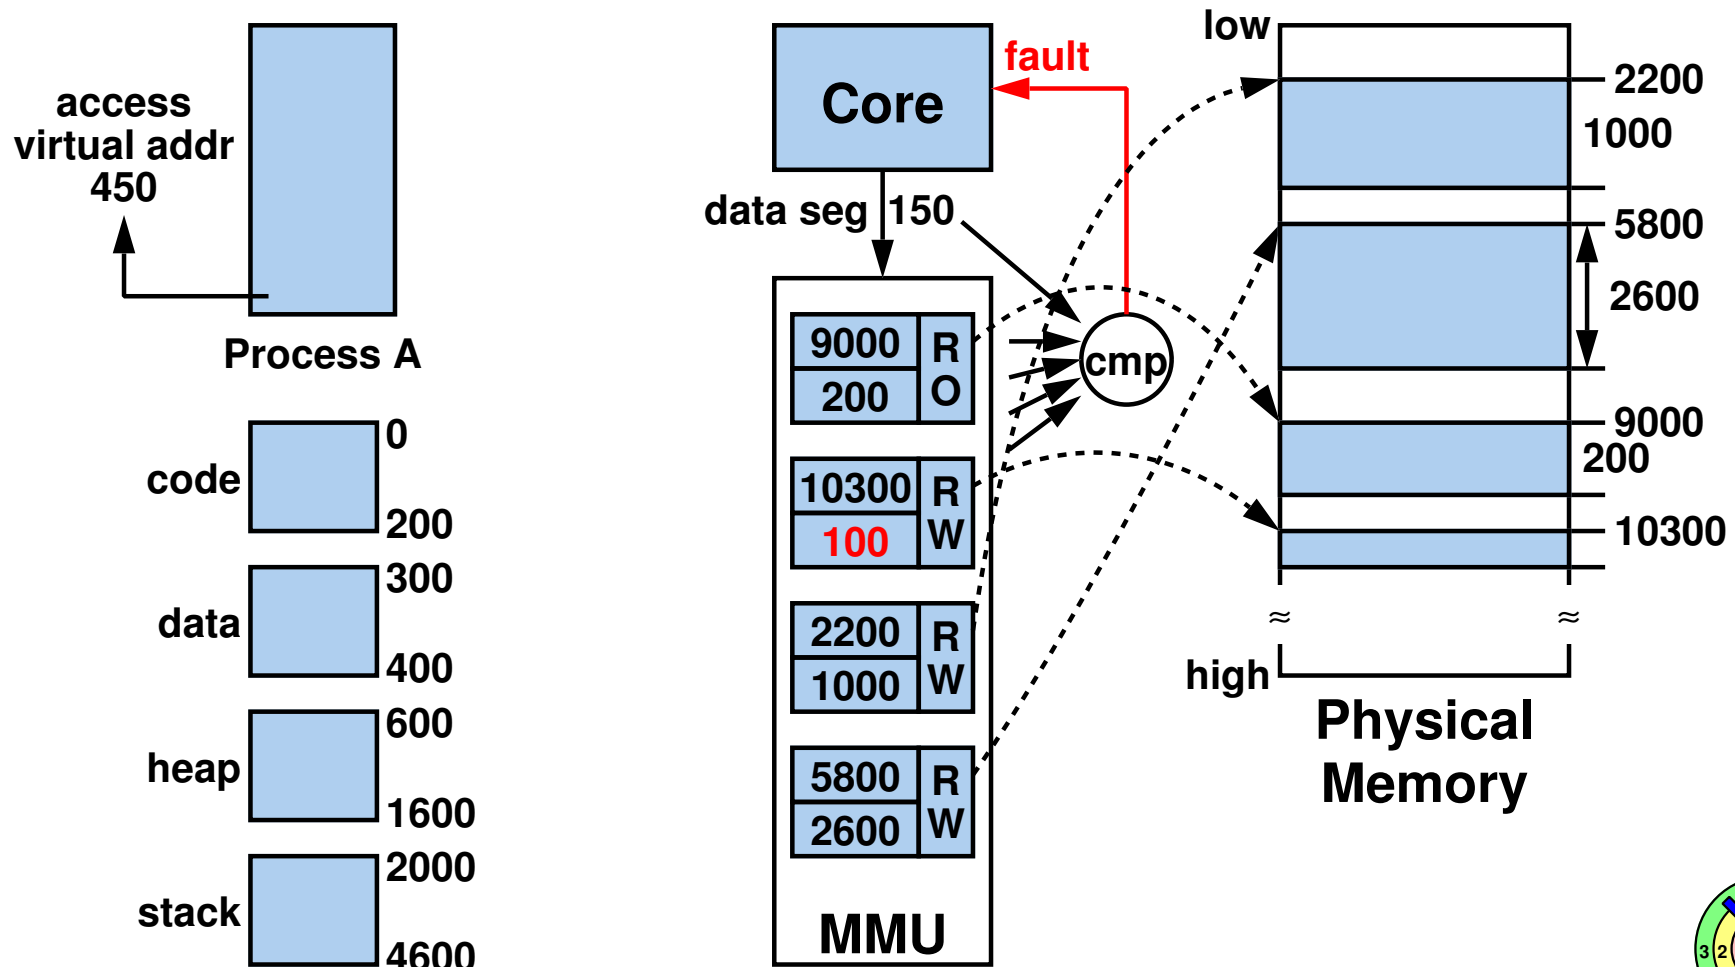 access
virtual addr
450
Process A
code
0
200
data
300
400
heap
600
1600
stack
2000
4600
Core
fault
data seg
150
cmp
9000
200
R
O
10300
100
R
W
2200
1000
R
W
5800
2600
R
W
MMU
low
2200
1000
5800
2600
9000
200
10300
≈
≈
high
Physical
Memory
3
2